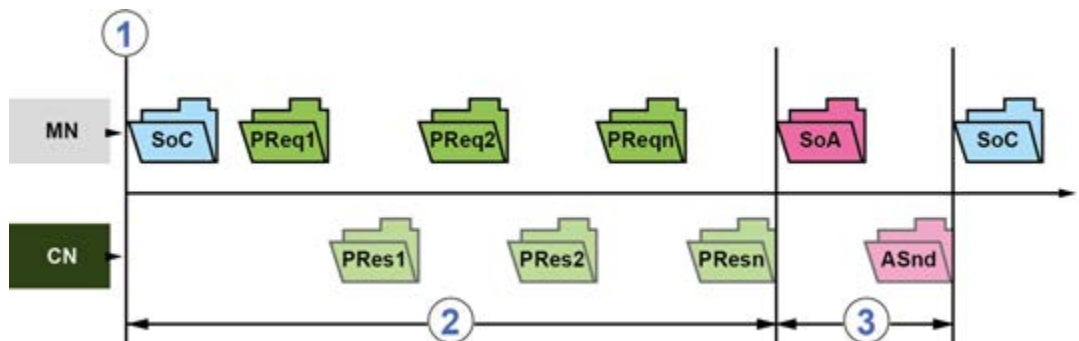 1
MN
SoC PReq1 PReq2 PReqn SoA SoC
CN
PRes1 PRes2 PResn ASnd
2 3